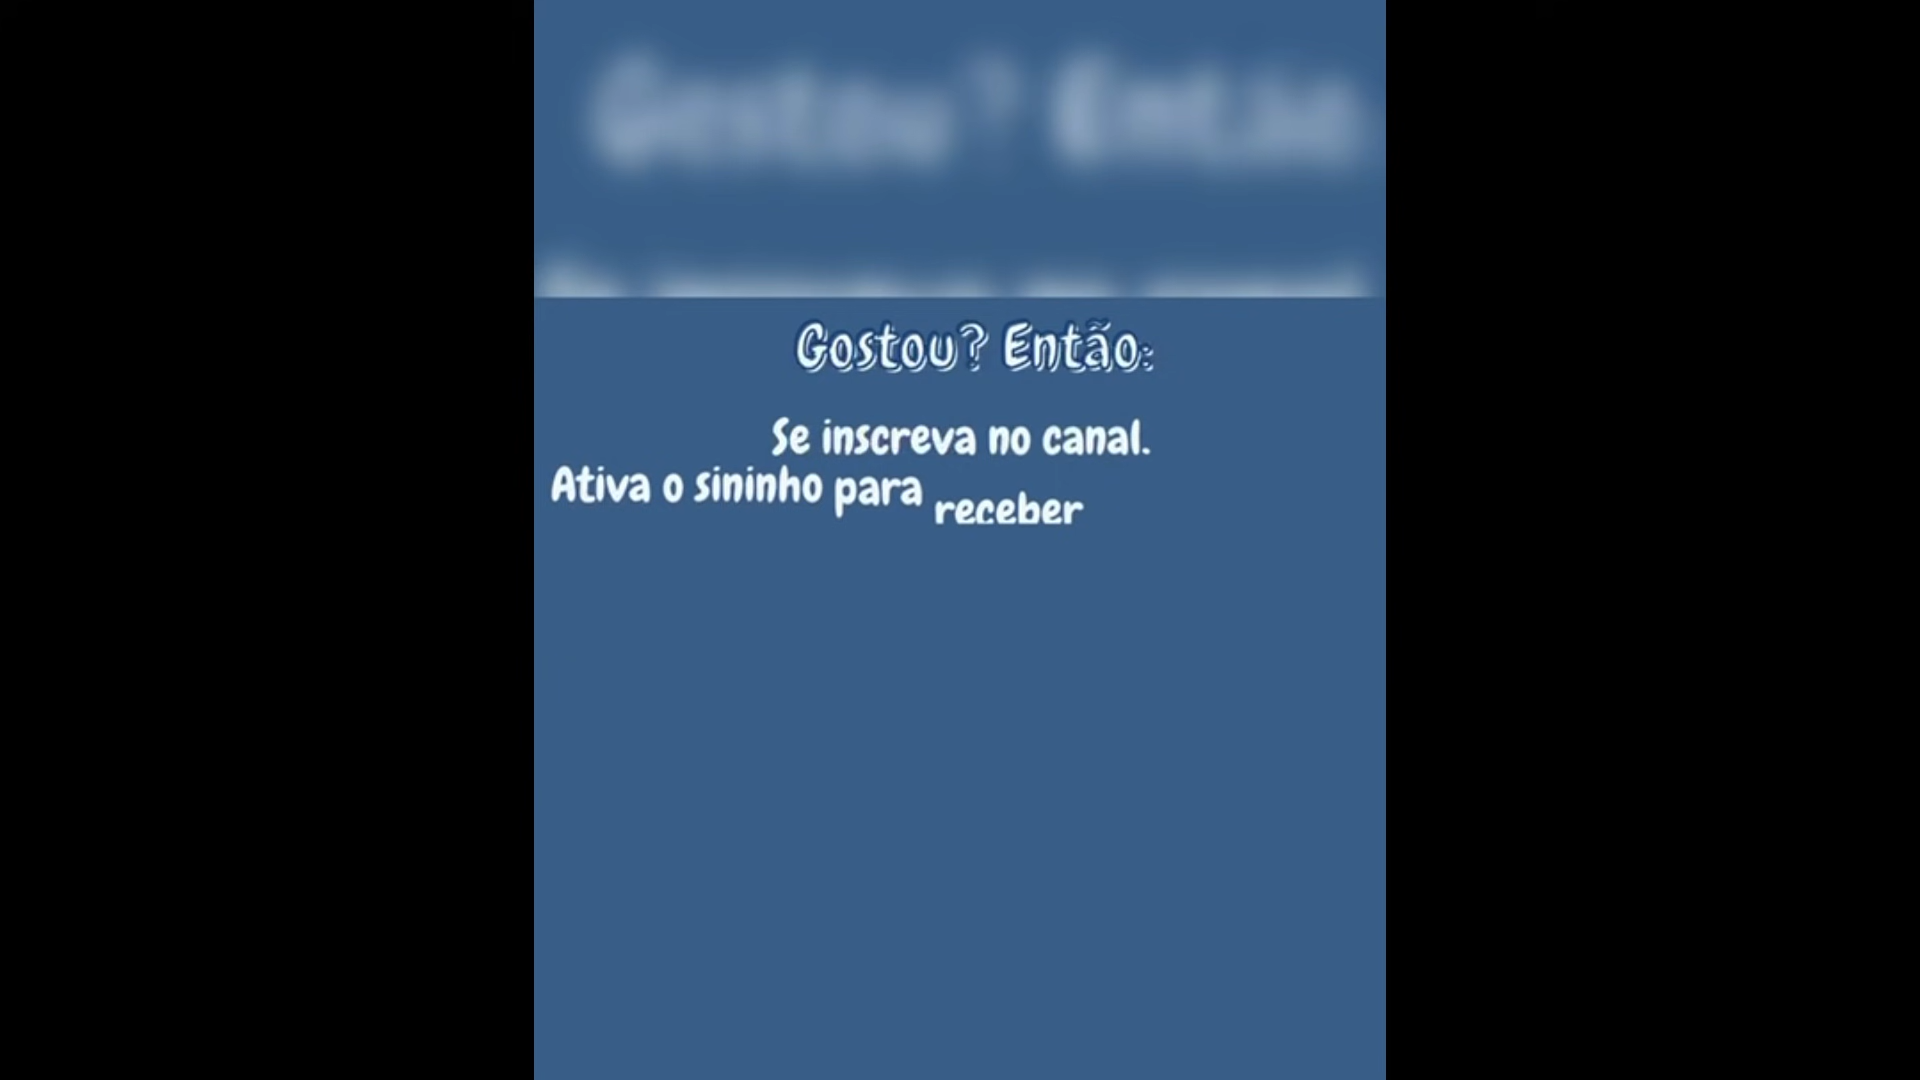 Gostou? Então:
Se inscreva no canal.
Ativa o sininho para receber